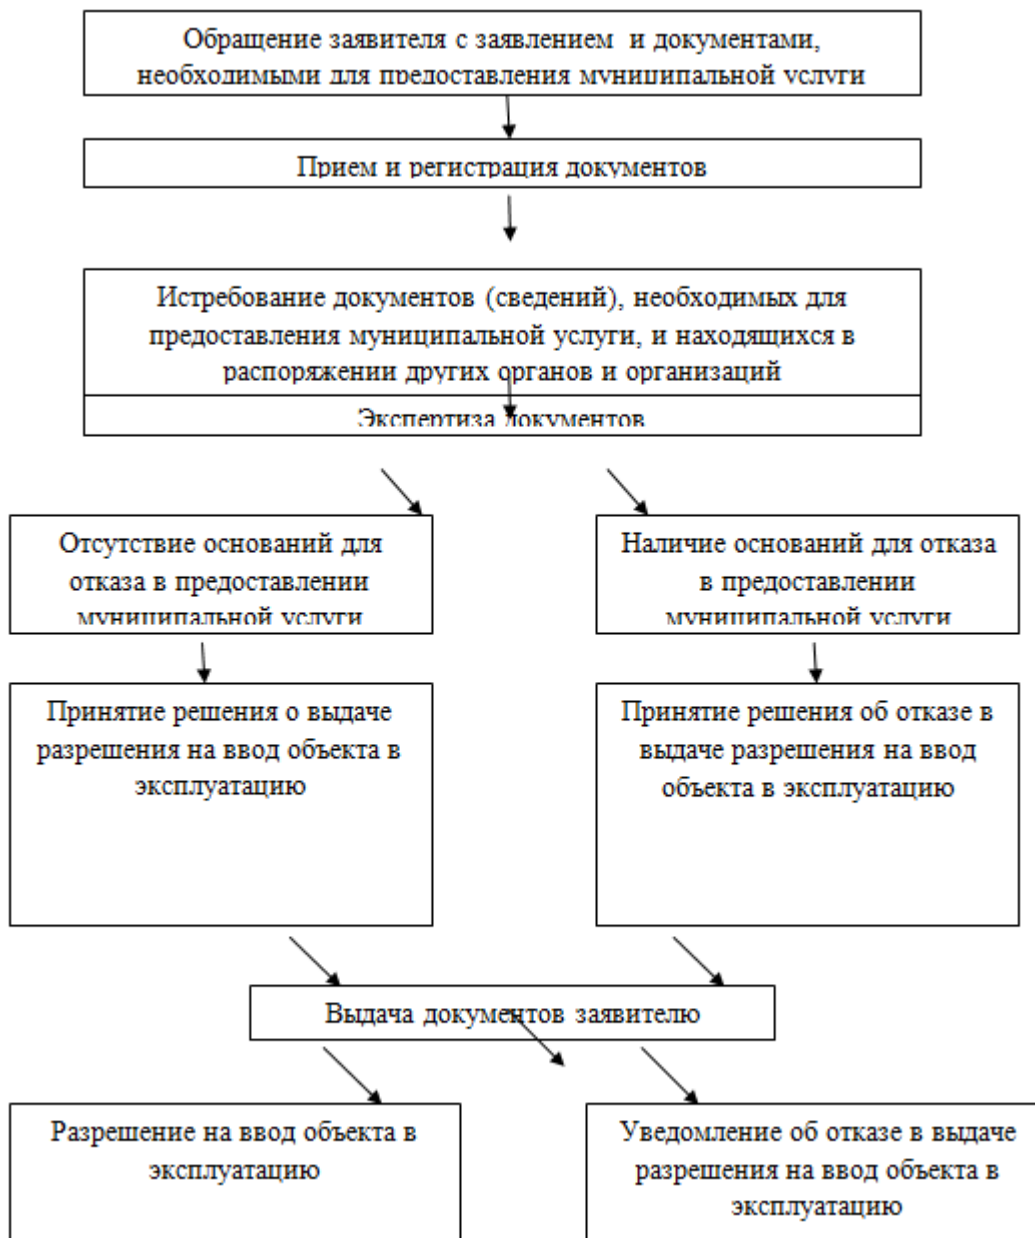 Обращение заявителя с заявлением и документами,
необходимыми для предоставления муниципальной услуги
Прием и регистрация документов
Истребование документов (сведений), необходимых для
предоставления муниципальной услуги, и находящихся в
распоряжении других органов и организаций
Экспертиза документов
Отсутствие оснований для
отказа в предоставлении
муниципальной услуги
Наличие оснований для отказа
в предоставлении
муниципальной услуги
Принятие решения о выдаче
разрешения на ввод объекта в
эксплуатацию
Принятие решения об отказе в
выдаче разрешения на ввод
объекта в эксплуатацию
Выдача документов заявителю
Разрешение на ввод объекта в
эксплуатацию
Уведомление об отказе в выдаче
разрешения на ввод объекта в
эксплуатацию